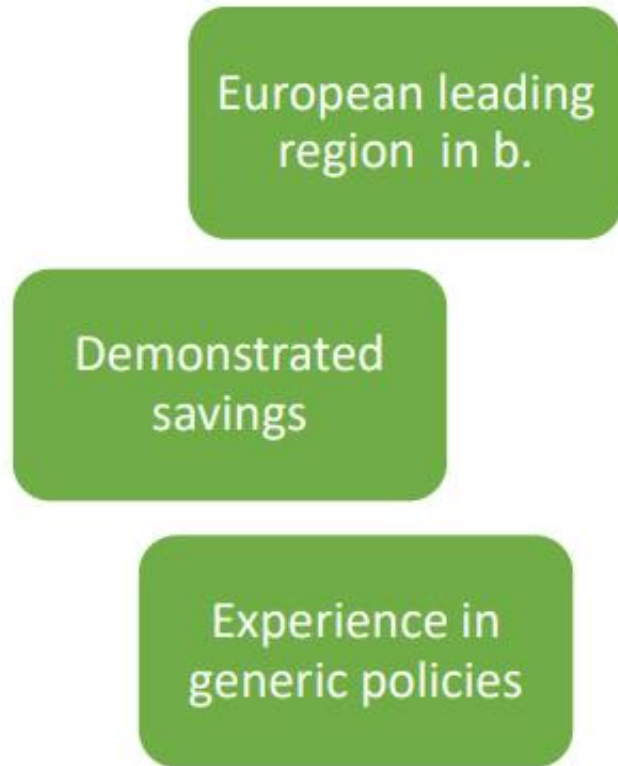 European leading
region  in b.
Demonstrated
savings
Experience in
generic policies